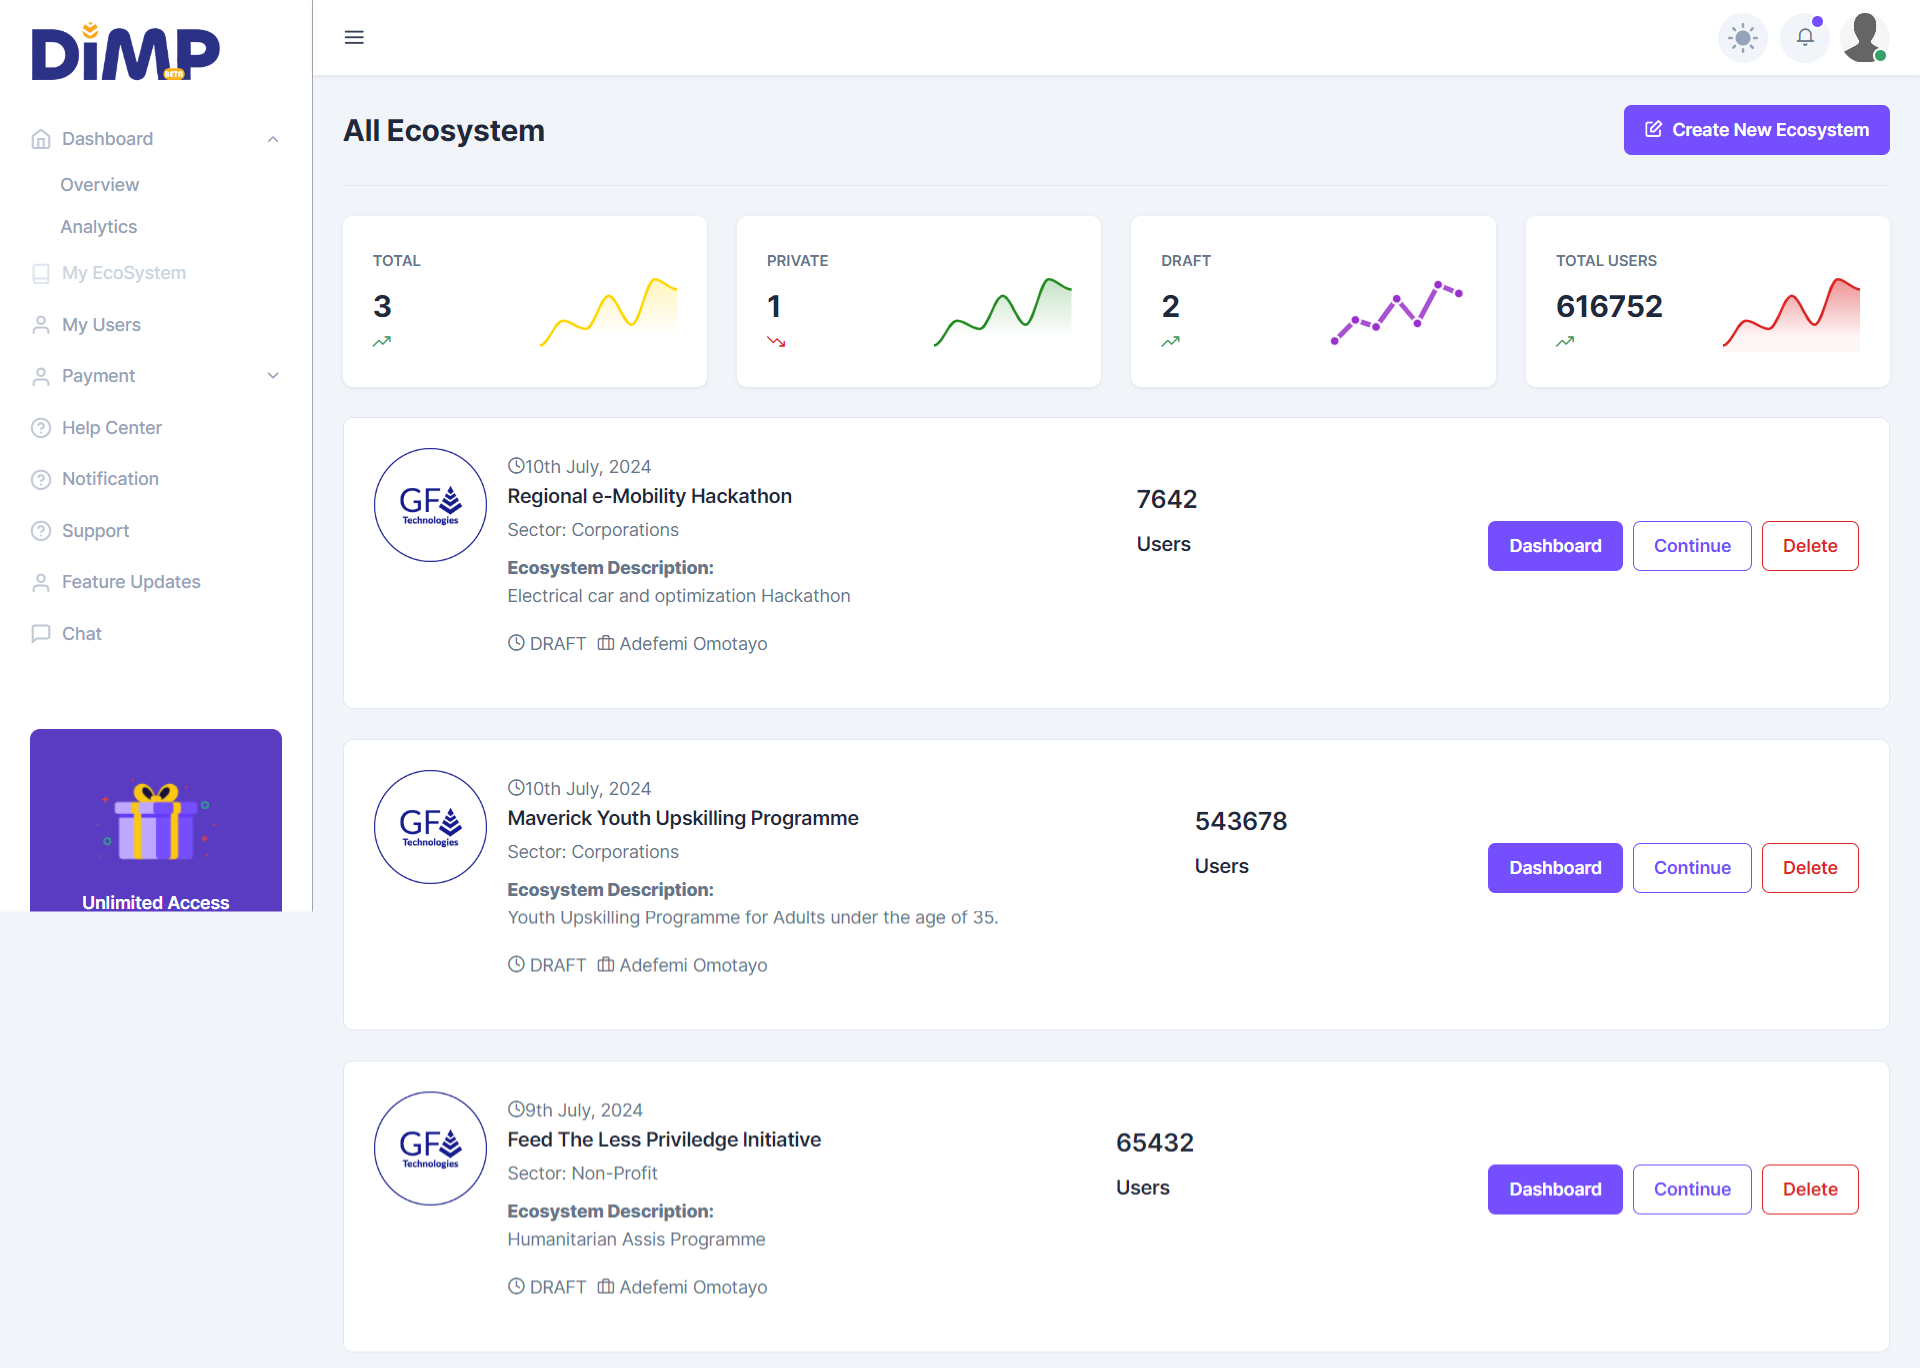 DiMP
BETA
Dashboard
Overview
Analytics
My EcoSystem
My Users
Payment
Help Center
Notification
Support
Feature Updates
Chat
Unlimited Access
All Ecosystem
Create New Ecosystem
TOTAL
3
PRIVATE
1
DRAFT
2
TOTAL USERS
616752
GFA
Technologies
10th July, 2024
Regional e-Mobility Hackathon
Sector: Corporations
Ecosystem Description:
Electrical car and optimization Hackathon
DRAFT Adefemi Omotayo
7642
Users
Dashboard
Continue
Delete
GFA
Technologies
10th July, 2024
Maverick Youth Upskilling Programme
Sector: Corporations
Ecosystem Description:
Youth Upskilling Programme for Adults under the age of 35.
DRAFT Adefemi Omotayo
543678
Users
Dashboard
Continue
Delete
GFA
Technologies
9th July, 2024
Feed The Less Priviledge Initiative
Sector: Non-Profit
Ecosystem Description:
Humanitarian Assis Programme
DRAFT Adefemi Omotayo
65432
Users
Dashboard
Continue
Delete